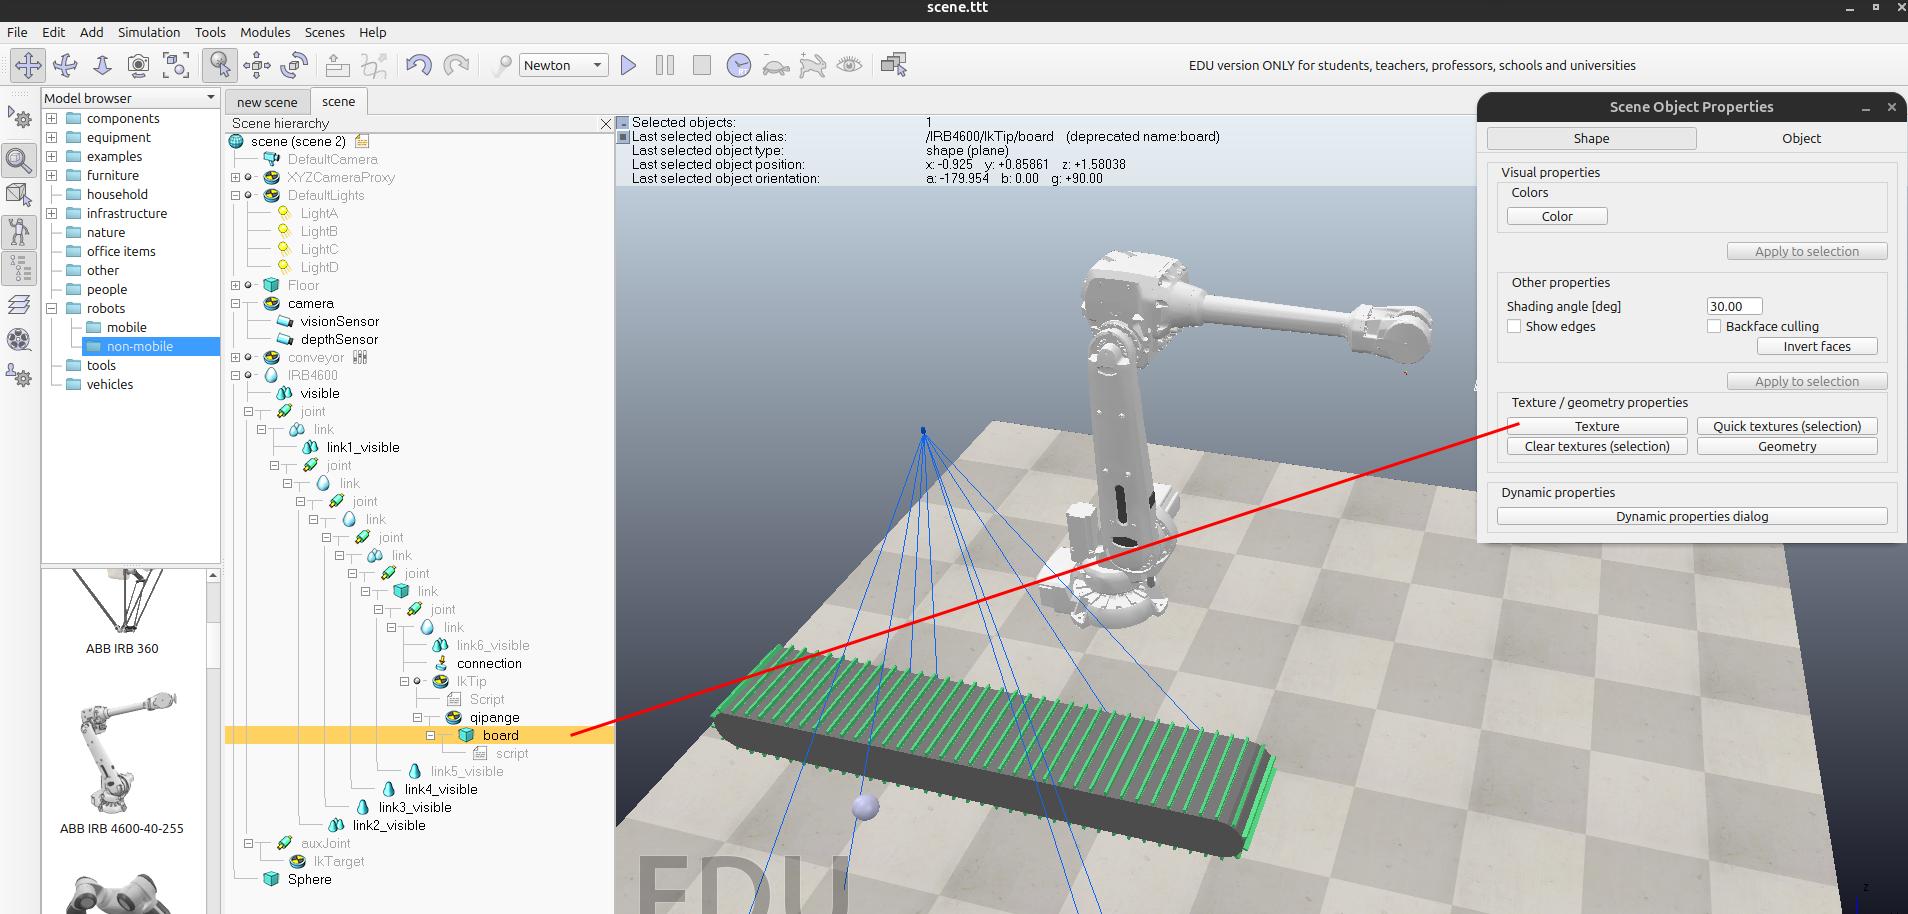 scene.ttt
File Edit Add Simulation Tools Modules Scenes Help
Newton
EDU version ONLY for students, teachers, professors, schools and universities
Model browser
components
equipment
examples
furniture
household
infrastructure
nature
office items
other
people
robots
mobile
non-mobile
tools
vehicles
ABB IRB 360
ABB IRB 4600-40-255
new scene scene
Scene hierarchy
scene (scene 2)
DefaultCamera
XYZCameraProxy
DefaultLights
LightA
LightB
LightC
LightD
Floor
camera
visionSensor
depthSensor
conveyor
IRB4600
visible
joint
link
link1_visible
joint
link
joint
link
joint
link
joint
link
joint
link
link6_visible
connection
IkTip
Script
qipange
board
script
link5_visible
link4_visible
link3_visible
link2_visible
auxJoint
IkTarget
Sphere
Selected objects: 1
Last selected object alias: /IRB4600/IkTip/board (deprecated name:board)
Last selected object type: shape (plane)
Last selected object position: x: -0.925 y: +0.85861 z: +1.58038
Last selected object orientation: a: -179.954 b: 0.00 g: +90.00
EDU
z
Scene Object Properties
Shape Object
Visual properties
Colors
Color
Apply to selection
Other properties
Shading angle [deg] 30.00
Show edges Backface culling
Invert faces
Apply to selection
Texture / geometry properties
Texture Quick textures (selection)
Clear textures (selection) Geometry
Dynamic properties
Dynamic properties dialog